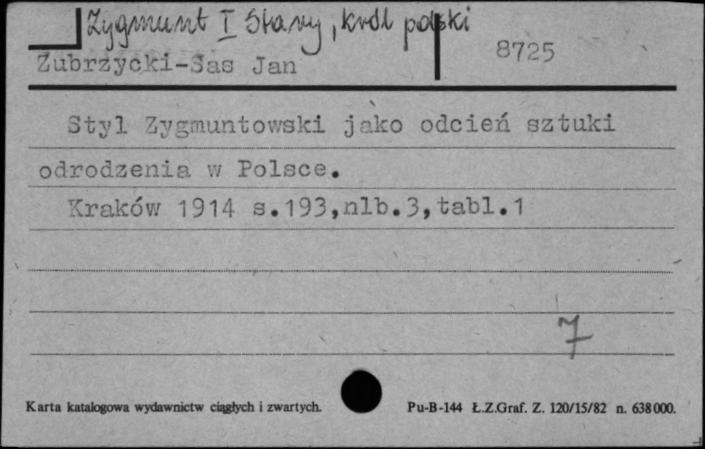 Zygmunt I Stary, król polski
8725
Zubrzycki-Sas Jan
Styl Zygmuntowski jako odcień sztuki
odrodzenia w Polsce.
Kraków 1914 s.193,nlb.3,tabl.1
7
Karta katalogowa wydawnictw ciągłych i zwartych.
Pu-B-144 Ł.Z.Graf. Z. 120/15/82 n. 638000.